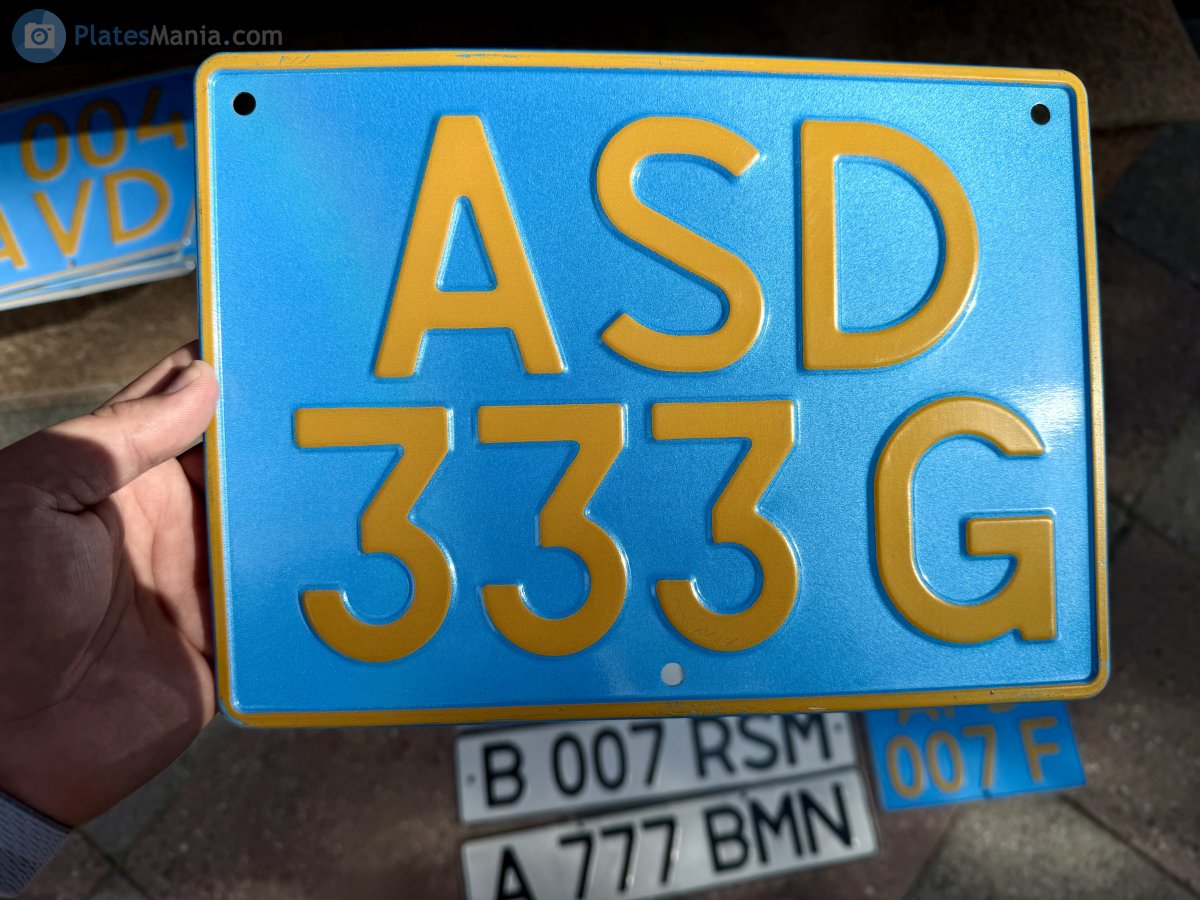 PlatesMania.com
004
AVD
ASD
333 G
B 007 RSM
007 F
A 777 BMN